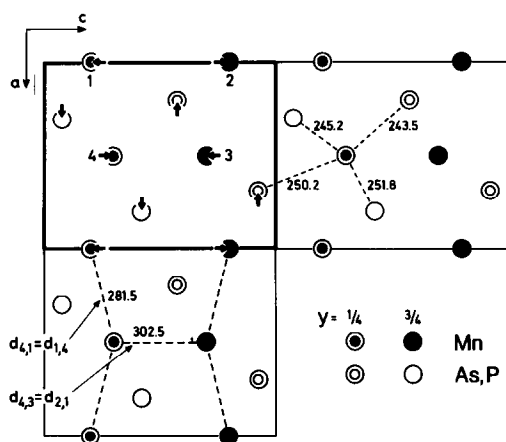 c
a
1 2
4 3
245.2 243.5
250.2 251.8
281.5
d4,1=d1,4
302.5
d4,3=d2,1
y= 1/4 3/4
Mn
As,P